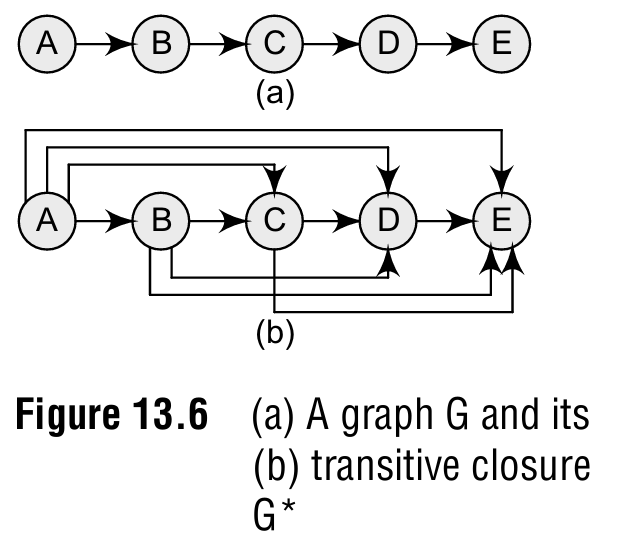 A B C D E
(a)
A B C D E
(b)
Figure 13.6 (a) A graph G and its
(b) transitive closure
G*